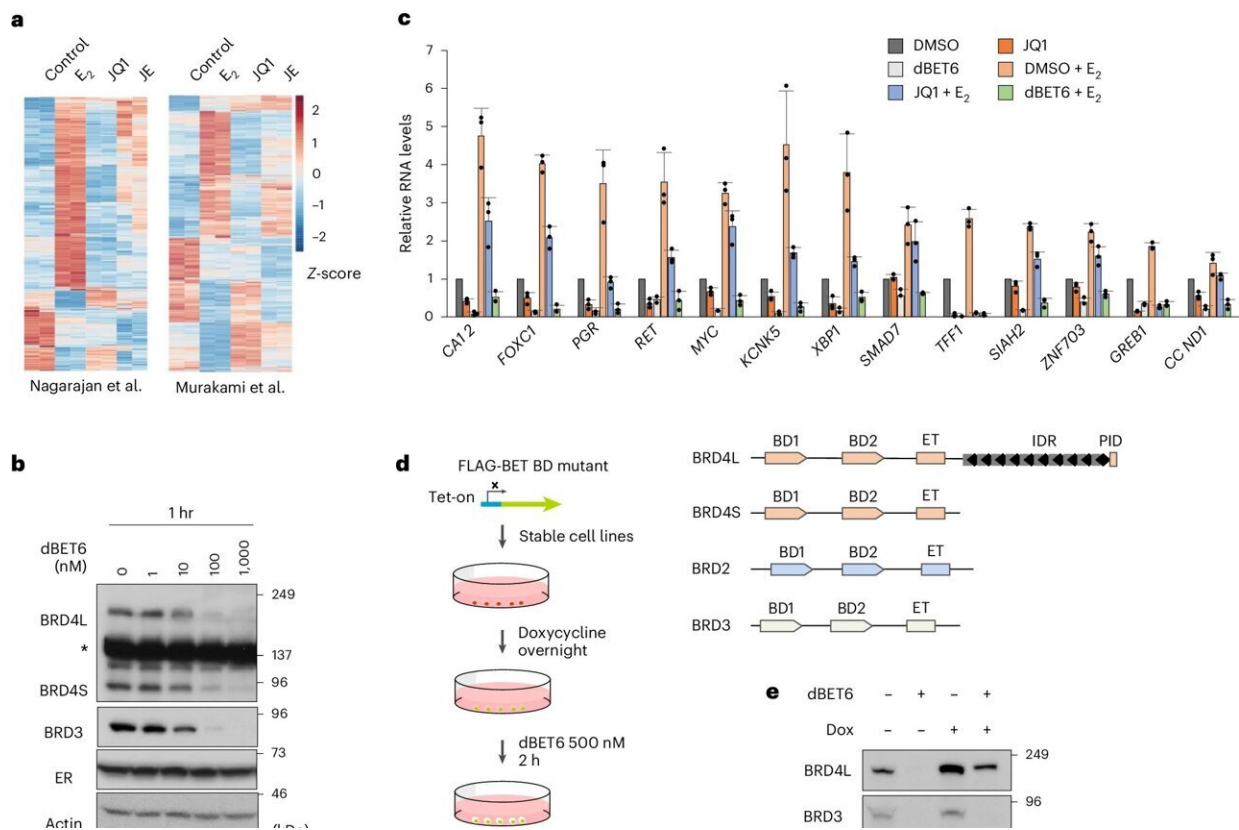 a
Control
E2
JQ1
JE
Control
E2
JQ1
JE
2
1
0
−1
−2
Z-score
Nagarajan et al.
Murakami et al.
c
Relative RNA levels
7
6
5
4
3
2
1
0
DMSO
dBET6
JQ1 + E2
JQ1
DMSO + E2
dBET6 + E2
CA1 2
FOXC1
PGR
RET
MYC
KCNK5
XBP1
SMAD7
TFF1
SIAH2
ZNF703
GREB1
CC ND1
b
1 hr
dBET6
(nM)
0
1
10
100
1,000
BRD4L
*
BRD4S
BRD3
ER
Actin
249
137
96
96
73
46
(kDa)
d
FLAG-BET BD mutant
x
Tet-on
Stable cell lines
Doxycycline
overnight
dBET6 500 nM
2 h
BD1 BD2 ET IDR PID
BRD4L
BD1 BD2 ET
BRD4S
BD1 BD2 ET
BRD2
BD1 BD2 ET
BRD3
e
dBET6 – + – +
Dox – – + +
BRD4L
249
96
BRD3